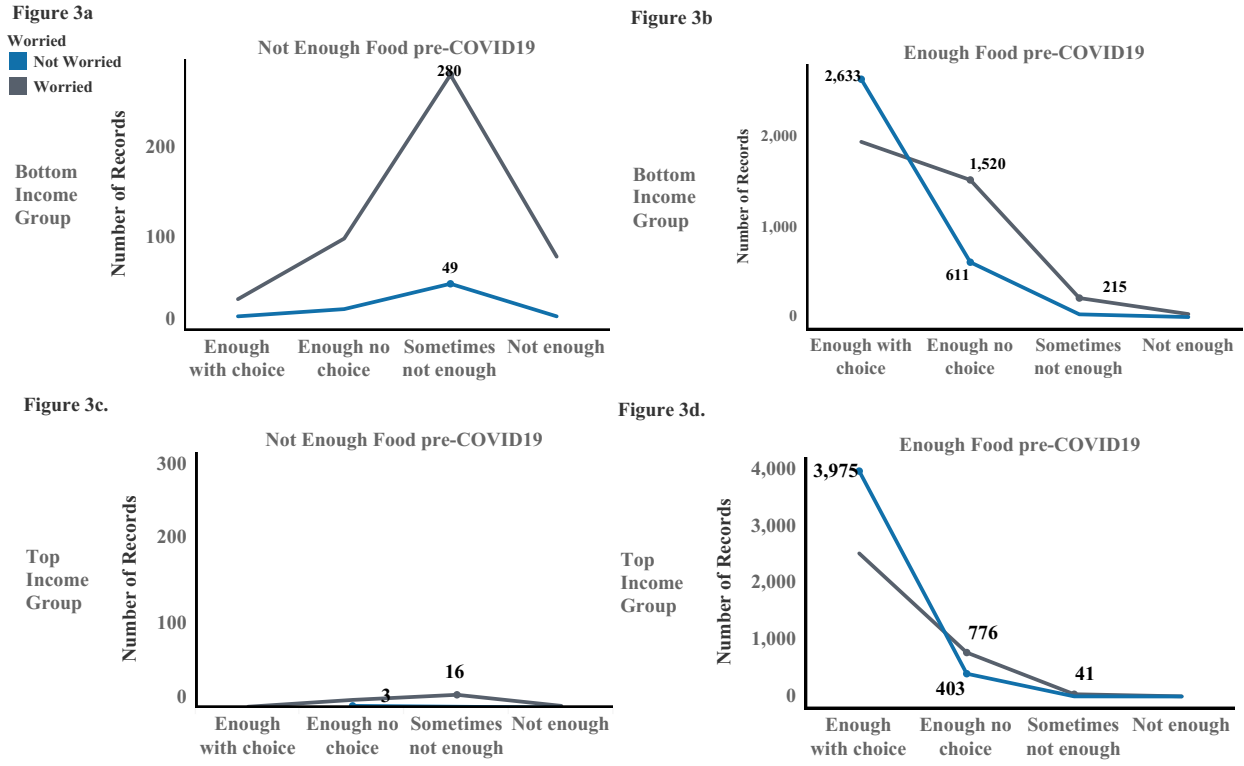 Figure 3a
Worried
Not Worried
Worried
Not Enough Food pre-COVID19
Bottom
Income
Group
Number of Records
200
100
0
280
49
Enough
with choice
Enough no
choice
Sometimes
not enough
Not enough
Figure 3b
Enough Food pre-COVID19
Bottom
Income
Group
Number of Records
2,000
1,000
0
2,633
1,520
611
215
Enough with
choice
Enough no
choice
Sometimes
not enough
Not enough
Figure 3c.
Not Enough Food pre-COVID19
Top
Income
Group
Number of Records
300
200
100
0
3
16
Enough
with choice
Enough no
choice
Sometimes
not enough
Not enough
Figure 3d.
Enough Food pre-COVID19
Top
Income
Group
Number of Records
4,000
3,000
2,000
1,000
0
3,975
776
403
41
Enough
with choice
Enough no
choice
Sometimes
not enough
Not enough